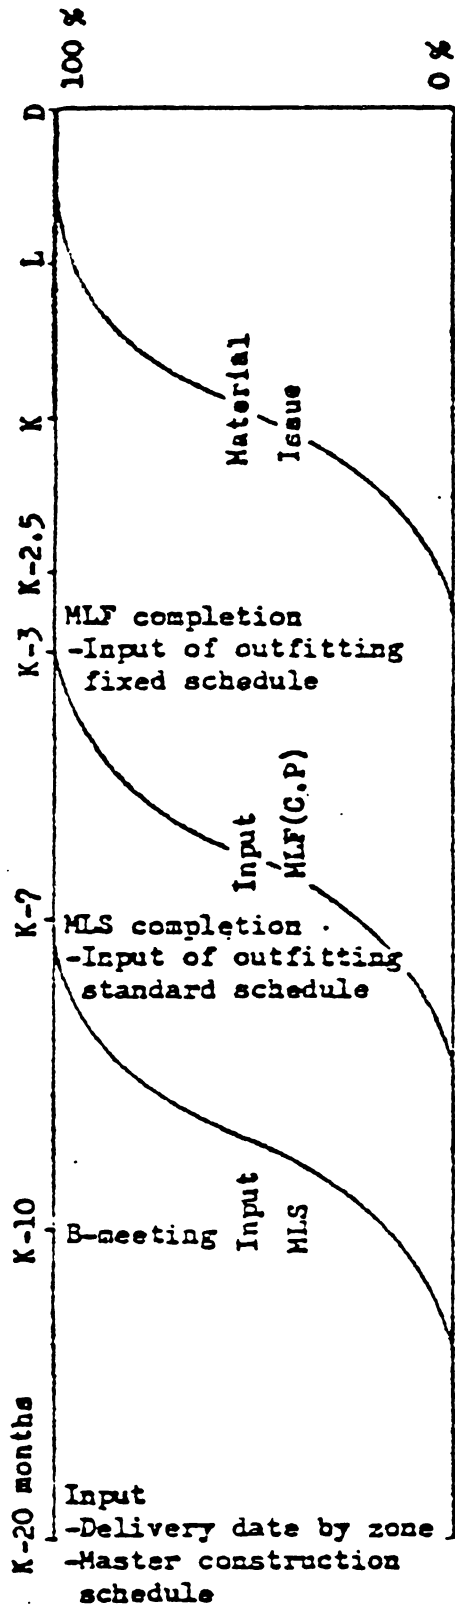 100 %
0 %
D
L
K
K-2.5
K-3
K-7
K-10
K-20 months
Material
Issue
MLF completion
-Input of outfitting
fixed schedule
Input
MLF(C.P)
MLS completion
-Input of outfitting
standard schedule
B-meeting
Input
MLS
Input
-Delivery date by zone
-Master construction
schedule